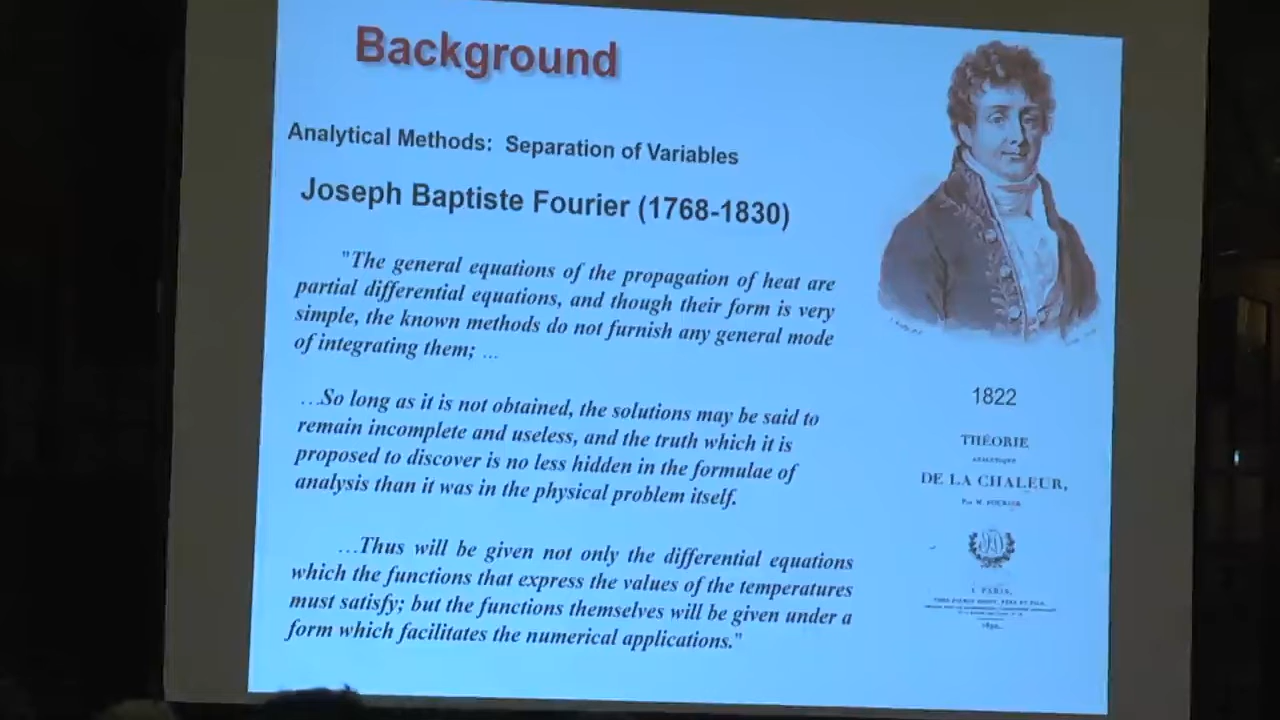 Background
Analytical Methods: Separation of Variables
Joseph Baptiste Fourier (1768-1830)
"The general equations of the propagation of heat are
partial differential equations, and though their form is very
simple, the known methods do not furnish any general mode
of integrating them; ...
...So long as it is not obtained, the solutions may be said to
remain incomplete and useless, and the truth which it is
proposed to discover is no less hidden in the formulae of
analysis than it was in the physical problem itself.
...Thus will be given not only the differential equations
which the functions that express the values of the temperatures
must satisfy; but the functions themselves will be given under a
form which facilitates the numerical applications."
1822
THÉORIE
ANALYTIQUE
DE LA CHALEUR,
PAR M. FOURIER
A PARIS,